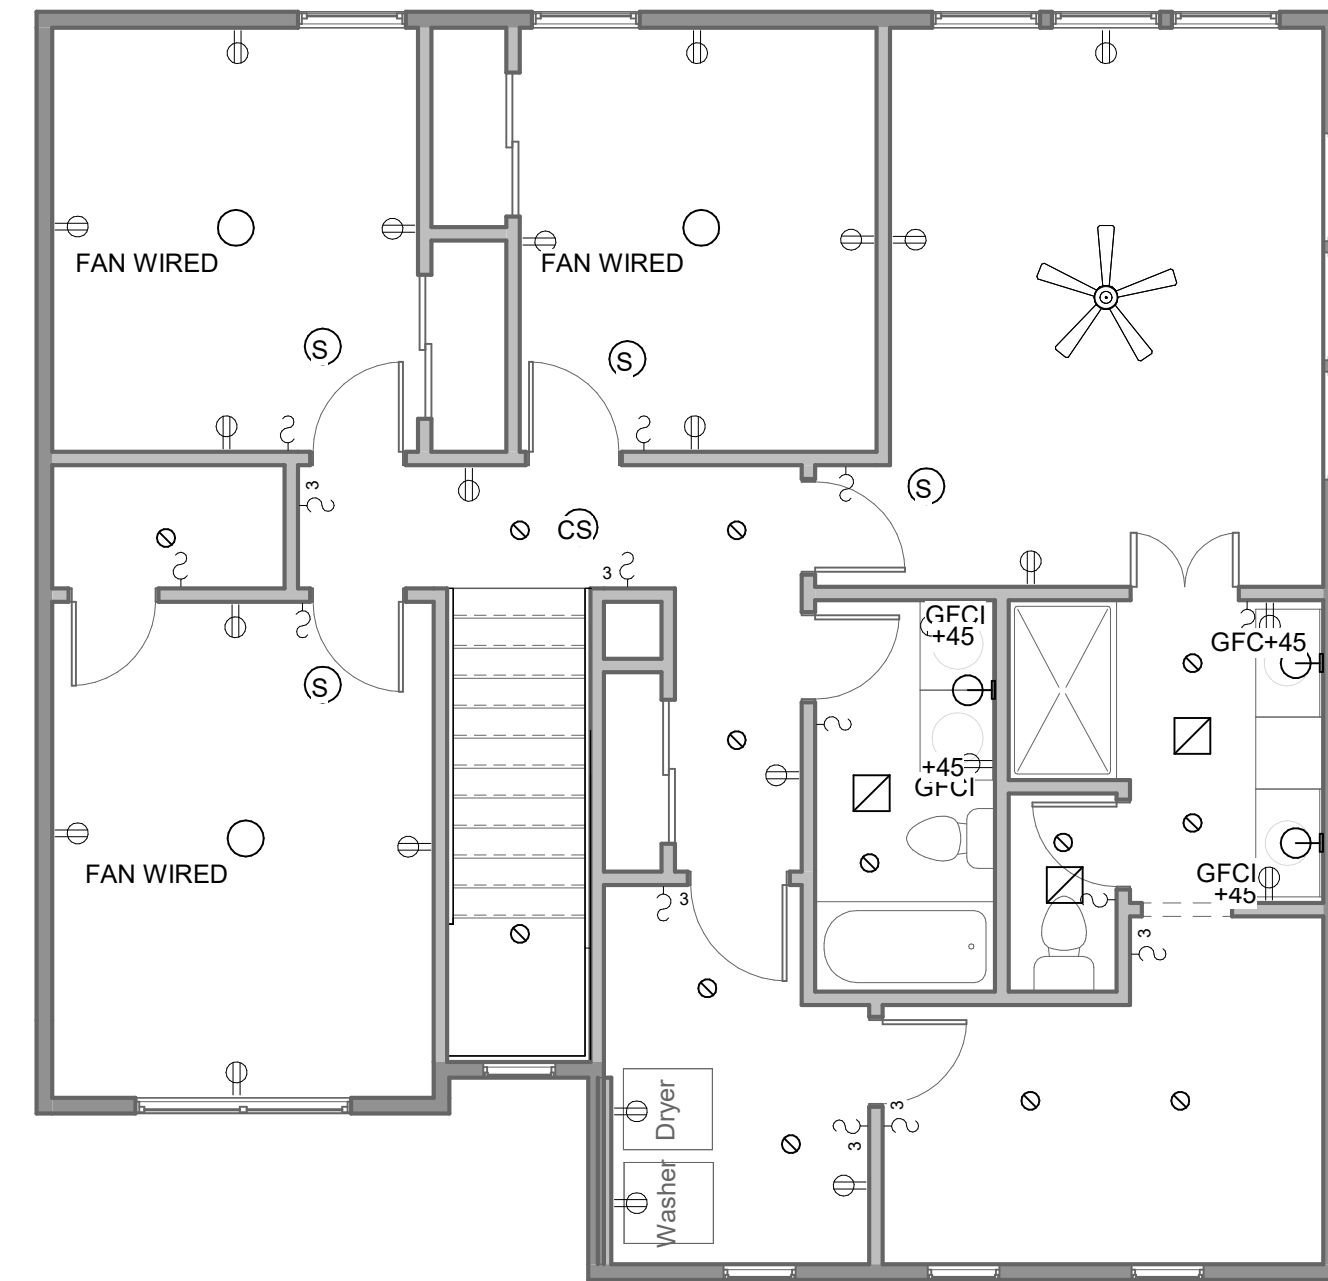 FAN WIRED
FAN WIRED
S
S
S
3
CS
3
GFCI
+45
GFC+45
S
+45
GFCI
FAN WIRED
GFCI
+45
3
3
Dryer
3
3
Washer